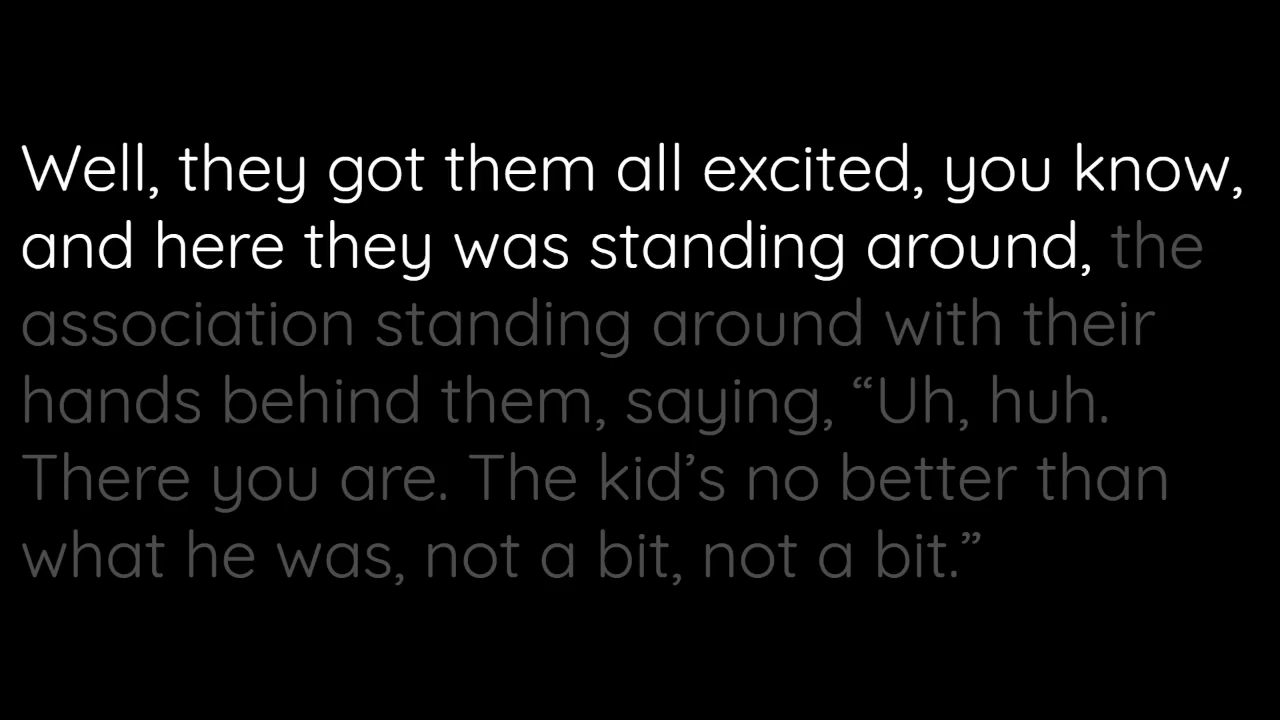 Well, they got them all excited, you know,
and here they was standing around, the
association standing around with their
hands behind them, saying, “Uh, huh.
There you are. The kid’s no better than
what he was, not a bit, not a bit.”